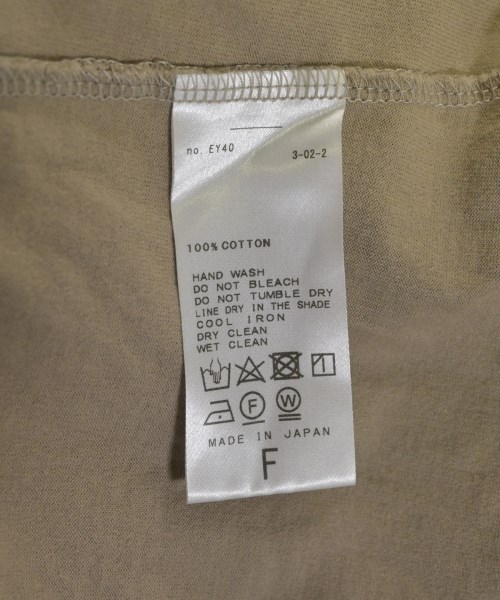 no. EY40 3-02-2
100% COTTON
HAND WASH
DO NOT BLEACH
DO NOT TUMBLE DRY
LINE DRY IN THE SHADE
COOL IRON
DRY CLEAN
WET CLEAN
F W
MADE IN JAPAN
F